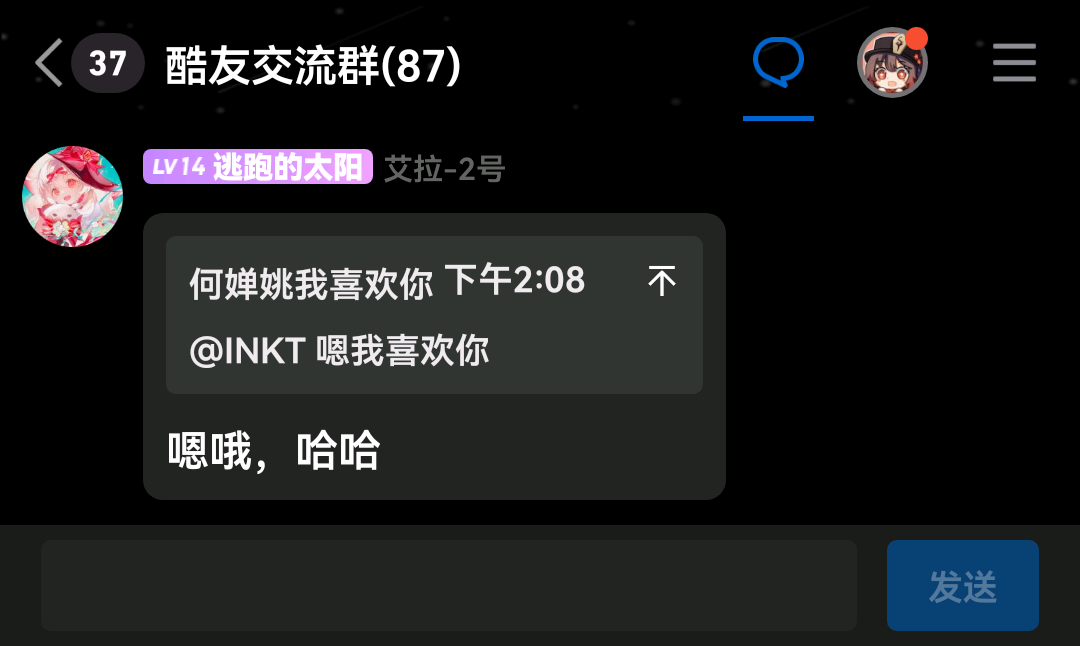 37 酷友交流群(87)
LV14 逃跑的太阳 艾拉-2号
何婵姚我喜欢你 下午2:08
@INKT 嗯我喜欢你
嗯哦，哈哈
发送